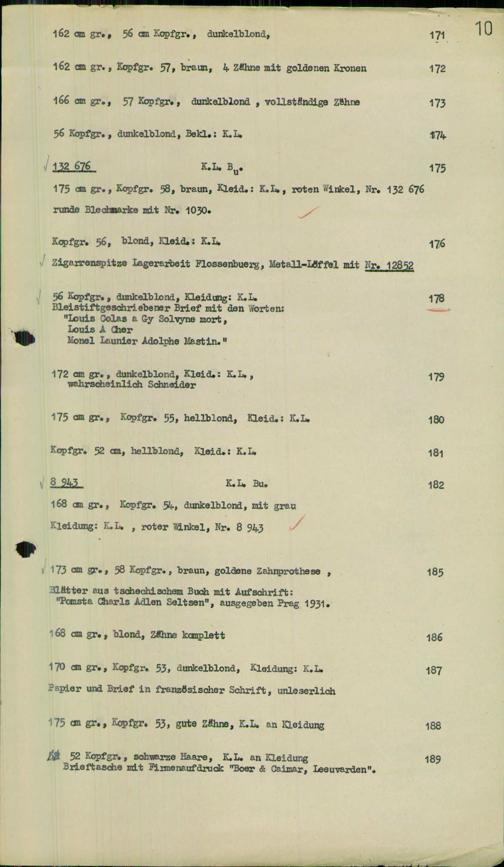 10
162 cm gr., 56 cm Kopfgr., dunkelblond, 171
162 cm gr., Kopfgr. 57, braun, 4 Zähne mit goldenen Kronen 172
166 cm gr., 57 Kopfgr., dunkelblond , vollständige Zähne 173
56 Kopfgr., dunkelblond, Bekl.: K.L. 174
132 676 K.L. Bu. 175
175 cm gr., Kopfgr. 58, braun, Kleid.: K.L., roten Winkel, Nr. 132 676
runde Blechmarke mit Nr. 1030.
Kopfgr. 56, blond, Kleid.: K.L. 176
Zigarrenspitze Lagerarbeit Flossenbuerg, Metall-Löffel mit Nr. 12852
56 Kopfgr., dunkelblond, Kleidung: K.L. 178
Bleistiftgeschriebener Brief mit den Worten:
"Louis Colas a Gy Solvyne mort,
Louis A Cher
Monel Launier Adolphe Mastin."
172 cm gr., dunkelblond, Kleid.: K.L., 179
wahrscheinlich Schneider
175 cm gr., Kopfgr. 55, hellblond, Kleid.: K.L. 180
Kopfgr. 52 cm, hellblond, Kleid.: K.L. 181
8 943 K.L. Bu. 182
168 cm gr., Kopfgr. 54, dunkelblond, mit grau
Kleidung: K.L. , roter Winkel, Nr. 8 943
173 cm gr., 58 Kopfgr., braun, goldene Zahnprothese , 185
Blätter aus tschechischem Buch mit Aufschrift:
"Pomsta Charls Adlen Seltsen", ausgegeben Prag 1931.
168 cm gr., blond, Zähne komplett 186
170 cm gr., Kopfgr. 53, dunkelblond, Kleidung: K.L. 187
Papier und Brief in französischer Schrift, unleserlich
175 cm gr., Kopfgr. 53, gute Zähne, K.L. an Kleidung 188
52 Kopfgr., schwarze Haare, K.L. an Kleidung 189
Brieftasche mit Firmenaufdruck "Boer & Caimar, Leeuvarden".